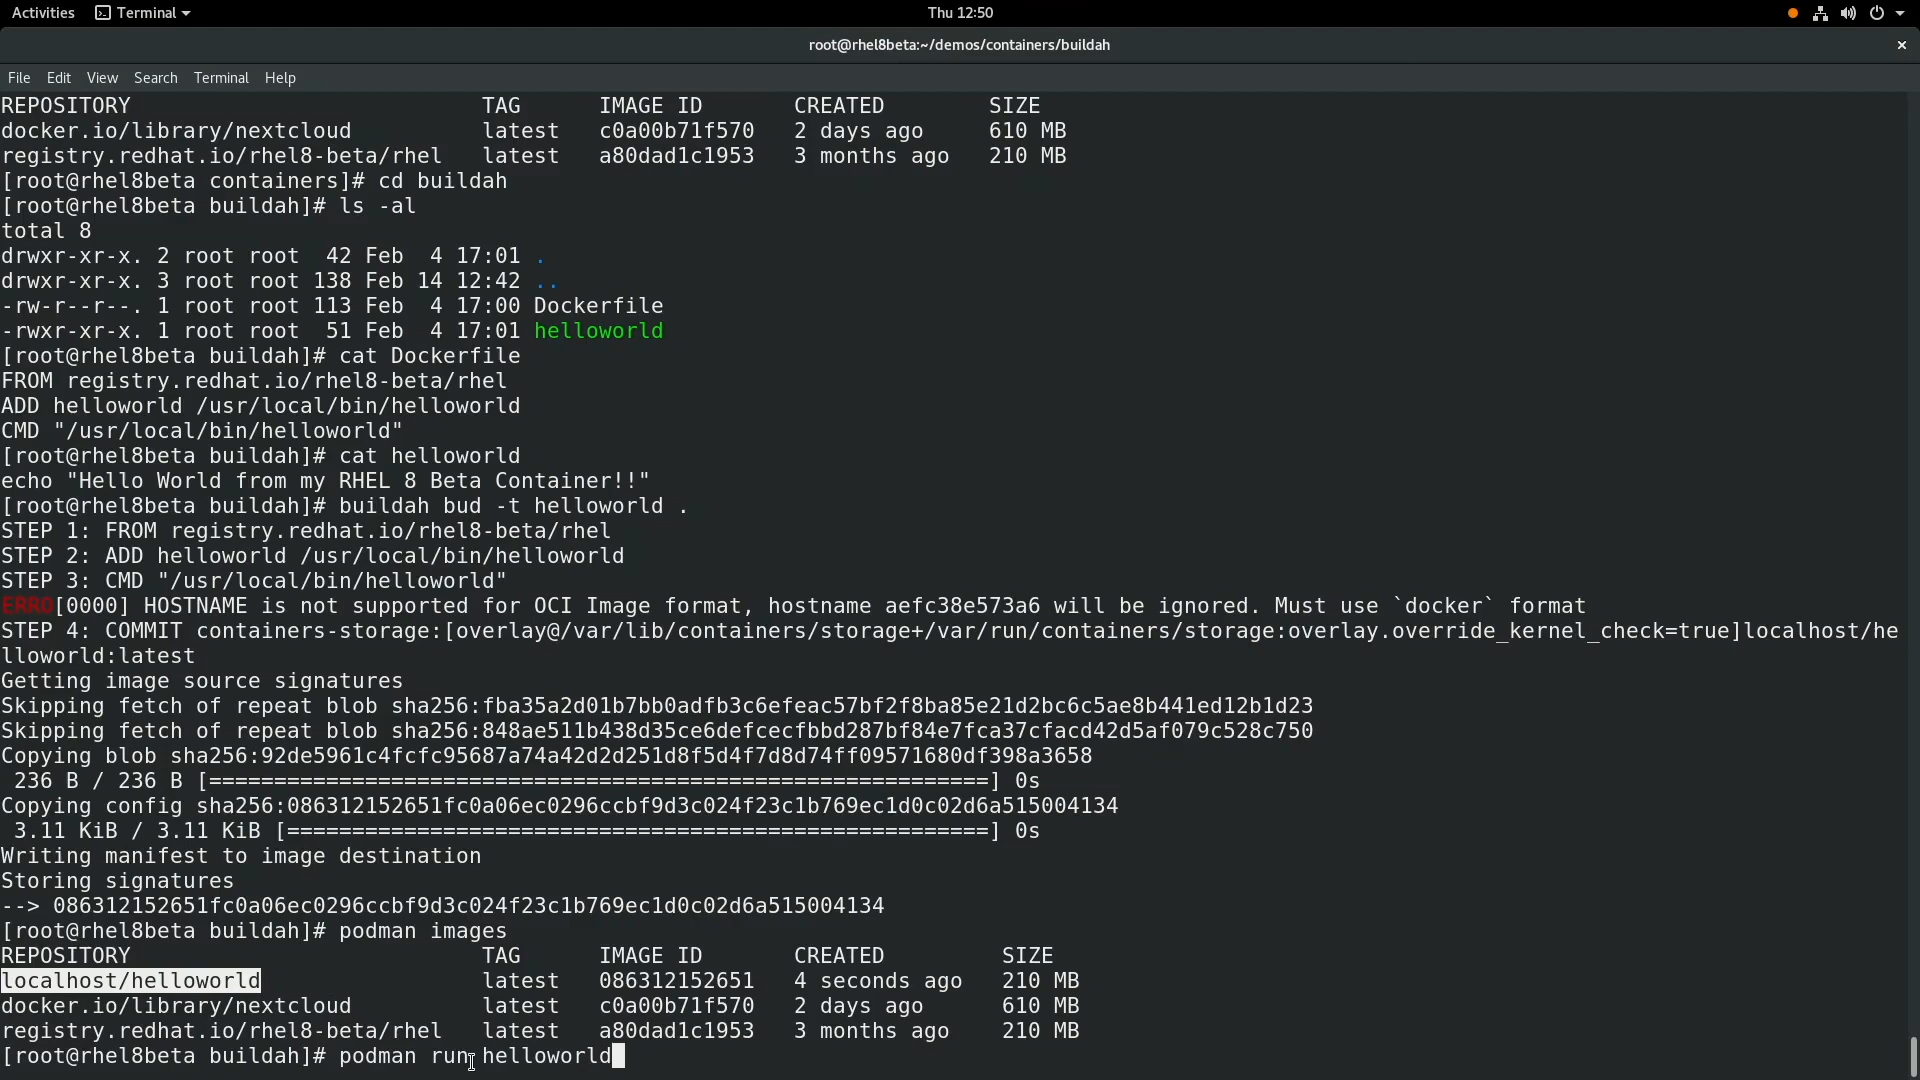 Activities Terminal Thu 12:50
root@rhel8beta:~/demos/containers/buildah ×
File Edit View Search Terminal Help
REPOSITORY TAG IMAGE ID CREATED SIZE
docker.io/library/nextcloud latest c0a00b71f570 2 days ago 610 MB
registry.redhat.io/rhel8-beta/rhel latest a80dad1c1953 3 months ago 210 MB
[root@rhel8beta containers]# cd buildah
[root@rhel8beta buildah]# ls -al
total 8
drwxr-xr-x. 2 root root 42 Feb 4 17:01 .
drwxr-xr-x. 3 root root 138 Feb 14 12:42 ..
-rw-r--r--. 1 root root 113 Feb 4 17:00 Dockerfile
-rwxr-xr-x. 1 root root 51 Feb 4 17:01 helloworld
[root@rhel8beta buildah]# cat Dockerfile
FROM registry.redhat.io/rhel8-beta/rhel
ADD helloworld /usr/local/bin/helloworld
CMD "/usr/local/bin/helloworld"
[root@rhel8beta buildah]# cat helloworld
echo "Hello World from my RHEL 8 Beta Container!!"
[root@rhel8beta buildah]# buildah bud -t helloworld .
STEP 1: FROM registry.redhat.io/rhel8-beta/rhel
STEP 2: ADD helloworld /usr/local/bin/helloworld
STEP 3: CMD "/usr/local/bin/helloworld"
ERRO[0000] HOSTNAME is not supported for OCI Image format, hostname aefc38e573a6 will be ignored. Must use `docker` format
STEP 4: COMMIT containers-storage:[overlay@/var/lib/containers/storage+/var/run/containers/storage:overlay.override_kernel_check=true]localhost/he
lloworld:latest
Getting image source signatures
Skipping fetch of repeat blob sha256:fba35a2d01b7bb0adfb3c6efeac57bf2f8ba85e21d2bc6c5ae8b441ed12b1d23
Skipping fetch of repeat blob sha256:848ae511b438d35ce6defcecfbbd287bf84e7fca37cfacd42d5af079c528c750
Copying blob sha256:92de5961c4fcfc95687a74a42d2d251d8f5d4f7d8d74ff09571680df398a3658
236 B / 236 B [============================================================] 0s
Copying config sha256:086312152651fc0a06ec0296ccbf9d3c024f23c1b769ec1d0c02d6a515004134
3.11 KiB / 3.11 KiB [======================================================] 0s
Writing manifest to image destination
Storing signatures
--> 086312152651fc0a06ec0296ccbf9d3c024f23c1b769ec1d0c02d6a515004134
[root@rhel8beta buildah]# podman images
REPOSITORY TAG IMAGE ID CREATED SIZE
localhost/helloworld latest 086312152651 4 seconds ago 210 MB
docker.io/library/nextcloud latest c0a00b71f570 2 days ago 610 MB
registry.redhat.io/rhel8-beta/rhel latest a80dad1c1953 3 months ago 210 MB
[root@rhel8beta buildah]# podman run helloworld